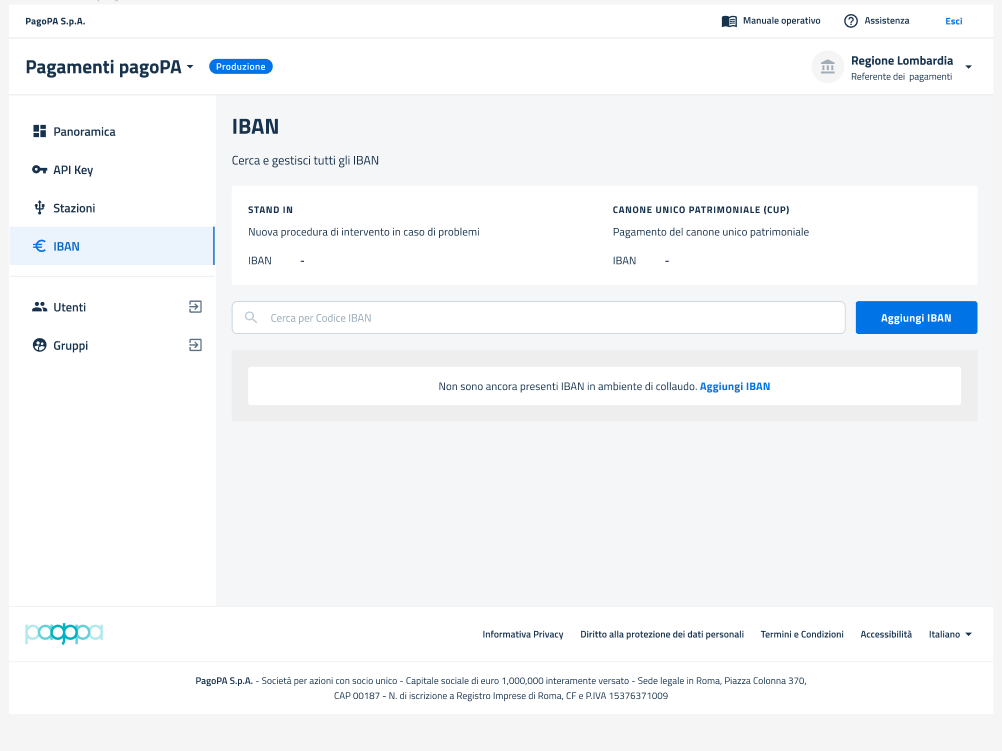 PagoPA S.p.A.
Manuale operativo
Assistenza
Esci
Pagamenti pagoPA
Produzione
Regione Lombardia
Referente dei pagamenti
Panoramica
API Key
Stazioni
IBAN
Utenti
Gruppi
IBAN
Cerca e gestisci tutti gli IBAN
STAND IN
Nuova procedura di intervento in caso di problemi
IBAN -
CANONE UNICO PATRIMONIALE (CUP)
Pagamento del canone unico patrimoniale
IBAN -
Cerca per Codice IBAN
Aggiungi IBAN
Non sono ancora presenti IBAN in ambiente di collaudo. Aggiungi IBAN
pagopa
Informativa Privacy
Diritto alla protezione dei dati personali
Termini e Condizioni
Accessibilità
Italiano
PagoPA S.p.A. - Società per azioni con socio unico - Capitale sociale di euro 1,000,000 interamente versato - Sede legale in Roma, Piazza Colonna 370,
CAP 00187 - N. di iscrizione a Registro Imprese di Roma, CF e P.IVA 15376371009